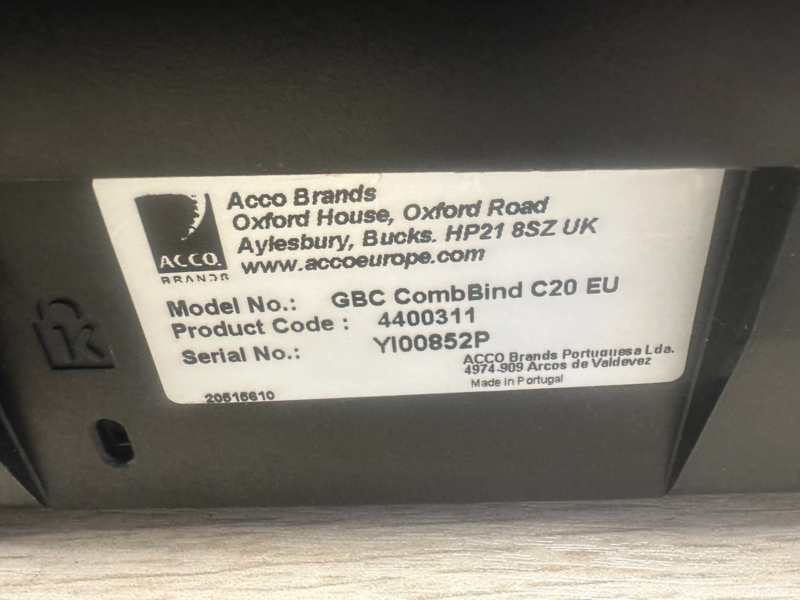 Acco Brands
Oxford House, Oxford Road
Aylesbury, Bucks. HP21 8SZ UK
www.accoeurope.com
ACCO.
BRANDS
Model No.: GBC CombBind C20 EU
Product Code : 4400311
Serial No.: YI00852P
ACCO Brands Portuguesa Lda.
4974-909 Arcos de Valdevez
Made In Portugal
20515610
K